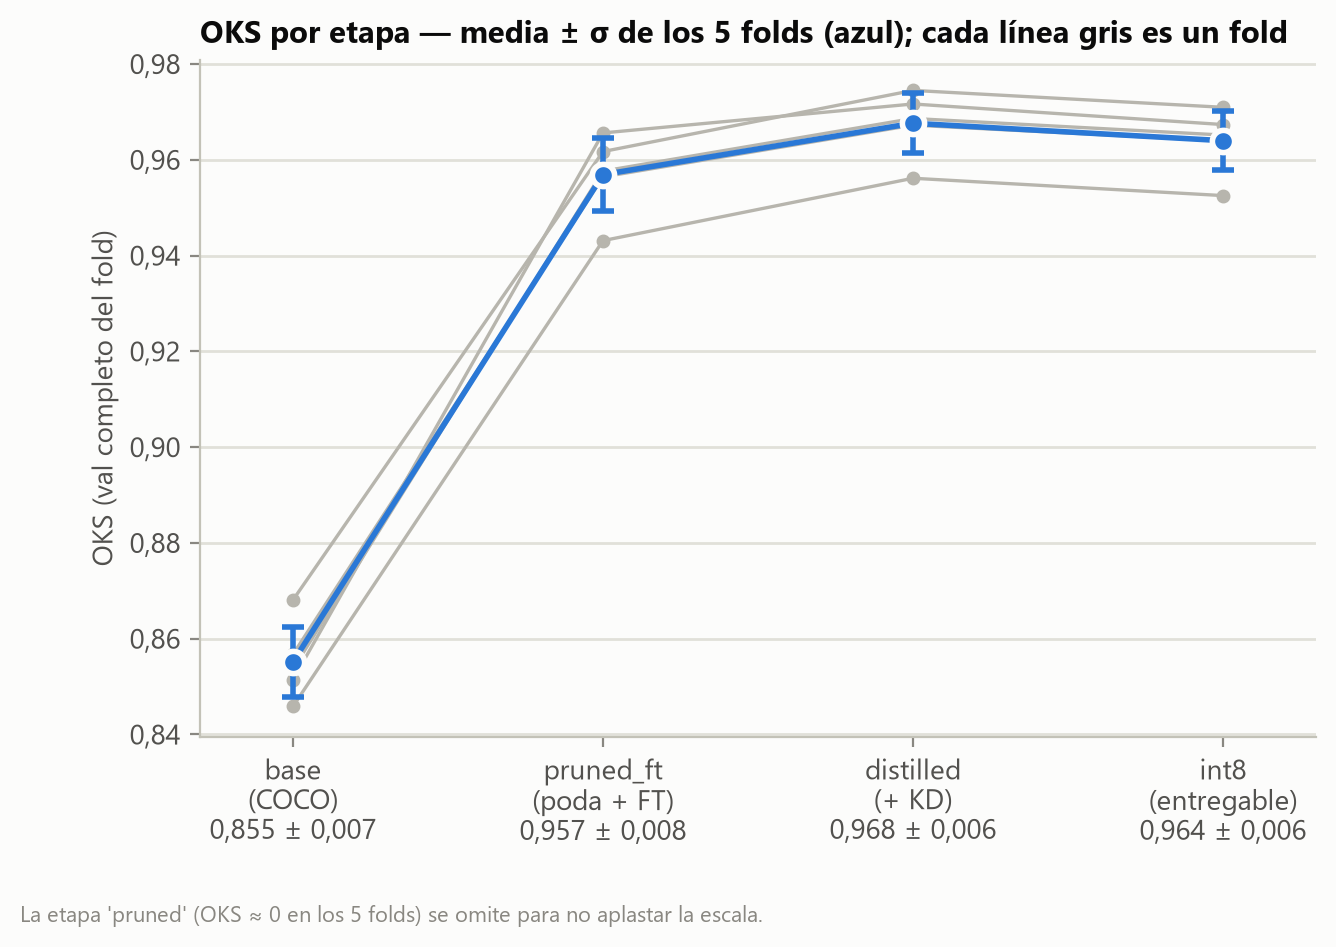 OKS por etapa — media ± σ de los 5 folds (azul); cada línea gris es un fold
OKS (val completo del fold)
0,98
0,96
0,94
0,92
0,90
0,88
0,86
0,84
base
(COCO)
0,855 ± 0,007
pruned_ft
(poda + FT)
0,957 ± 0,008
distilled
(+ KD)
0,968 ± 0,006
int8
(entregable)
0,964 ± 0,006
La etapa 'pruned' (OKS ≈ 0 en los 5 folds) se omite para no aplastar la escala.